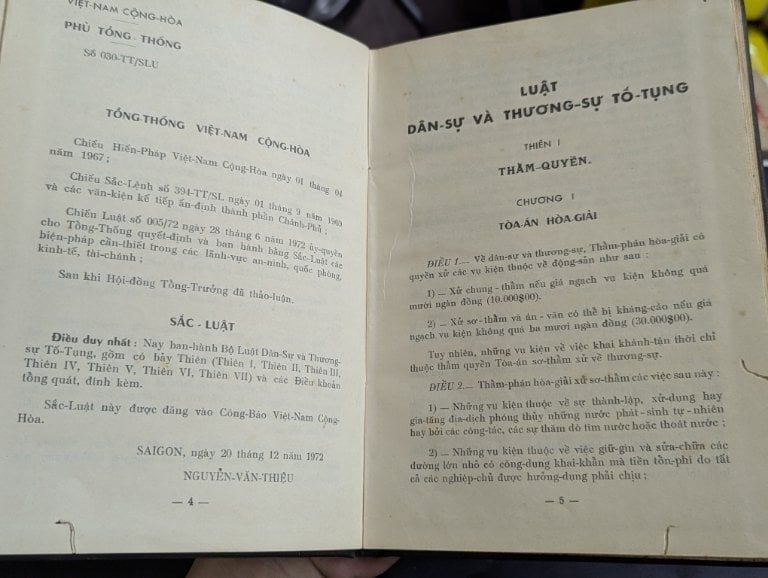 VIỆT-NAM CỘNG-HÒA
PHỦ TỔNG-THỐNG
Số 030-TT/SLU
TỔNG-THỐNG VIỆT-NAM CỘNG-HÒA
Chiếu Hiến-Pháp Việt-Nam Cộng-Hòa ngày 01 tháng 04
năm 1967 ;
Chiếu Sắc-Lệnh số 394-TT/SL ngày 01 tháng 9 năm 1969
và các văn-kiện kế tiếp ấn-định thành phần Chánh-Phủ ;
Chiếu Luật số 005/72 ngày 28 tháng 6 năm 1972 ủy-quyền
cho Tổng-Thống quyết-định và ban hành bằng Sắc-Luật các
biện-pháp cần-thiết trong các lãnh-vực an-ninh, quốc phòng,
kinh-tế, tài-chánh ;
Sau khi Hội-đồng Tổng-Trưởng đã thảo-luận.
SẮC - LUẬT
Điều duy nhất : Nay ban-hành Bộ Luật Dân-Sự và Thương-
sự Tố-Tụng, gồm có bảy Thiên (Thiên I, Thiên II, Thiên III,
Thiên IV, Thiên V, Thiên VI, Thiên VII) và các Điều khoản
tổng quát, đính kèm.
Sắc-Luật này được đăng vào Công-Báo Việt-Nam Cộng-
Hòa.
SAIGON, ngày 20 tháng 12 năm 1972
NGUYỄN-VĂN-THIỆU
— 4 —
LUẬT
DÂN-SỰ VÀ THƯƠNG-SỰ TỐ-TỤNG
THIÊN I
THẨM-QUYỀN.
CHƯƠNG I
TÒA-ÁN HÒA-GIẢI
ĐIỀU 1.— Về dân-sự và thương-sự, Thẩm-phán hòa-giải có
quyền xử các vụ kiện thuộc về động-sản như sau :
1) — Xử chung-thẩm nếu giá ngạch vụ kiện không quá
mười ngàn đồng (10.000$00).
2) — Xử sơ-thẩm và án-văn có thể bị kháng-cáo nếu giá
ngạch vụ kiện không quá ba mươi ngàn đồng (30.000$00).
Tuy nhiên, những vụ kiện về việc khai khánh-tận thời chỉ
thuộc thẩm quyền Tòa-án sơ-thẩm xử về thương-sự.
ĐIỀU 2.— Thẩm-phán hòa-giải xử sơ-thẩm các việc sau này :
1) — Những vụ kiện thuộc về sự thành-lập, xử-dụng hay
gia-tăng địa-dịch phóng thủy những nước phát-sinh tự-nhiên
hay bởi các công-tác, các sự thăm dò tìm nước hoặc thoát nước ;
2) — Những vụ kiện thuộc về việc giữ-gìn và sửa-chữa các
đường lớn nhỏ có công-dụng khai-khẩn mà tiền tổn-phí do tất
cả các nghiệp-chủ được hưởng-dụng phải chịu ;
— 5 —